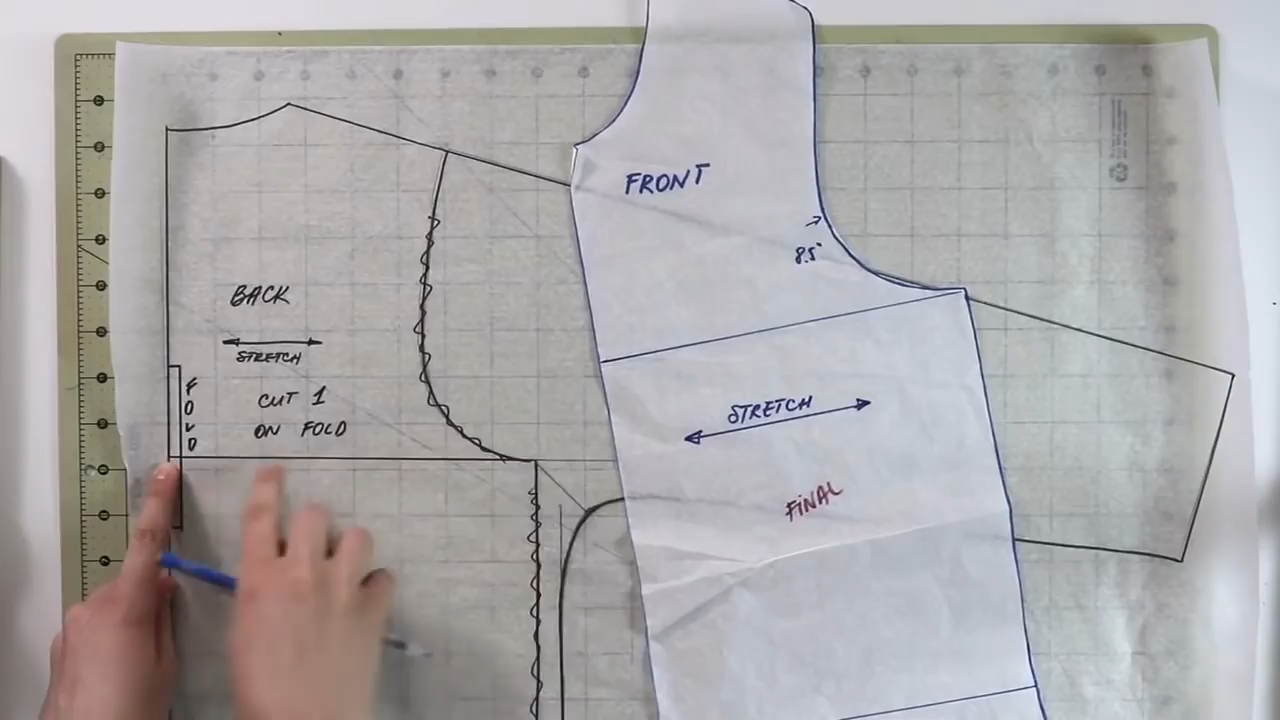 FRONT
8.5"
BACK
STRETCH
FOLD
CUT 1
ON FOLD
STRETCH
FINAL